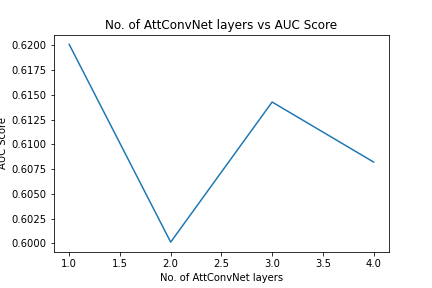 No. of AttConvNet layers vs AUC Score
0.6200
0.6175
0.6150
0.6125
0.6100
0.6075
0.6050
0.6025
0.6000
AUC Score
1.0 1.5 2.0 2.5 3.0 3.5 4.0
No. of AttConvNet layers